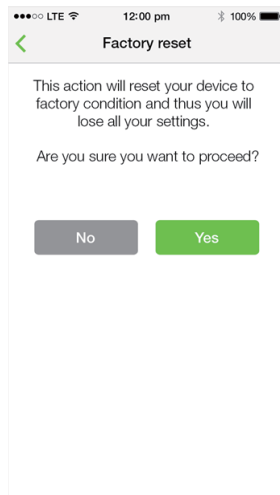 LTE 12:00 pm 100%
Factory reset
This action will reset your device to
factory condition and thus you will
lose all your settings.
Are you sure you want to proceed?
No Yes